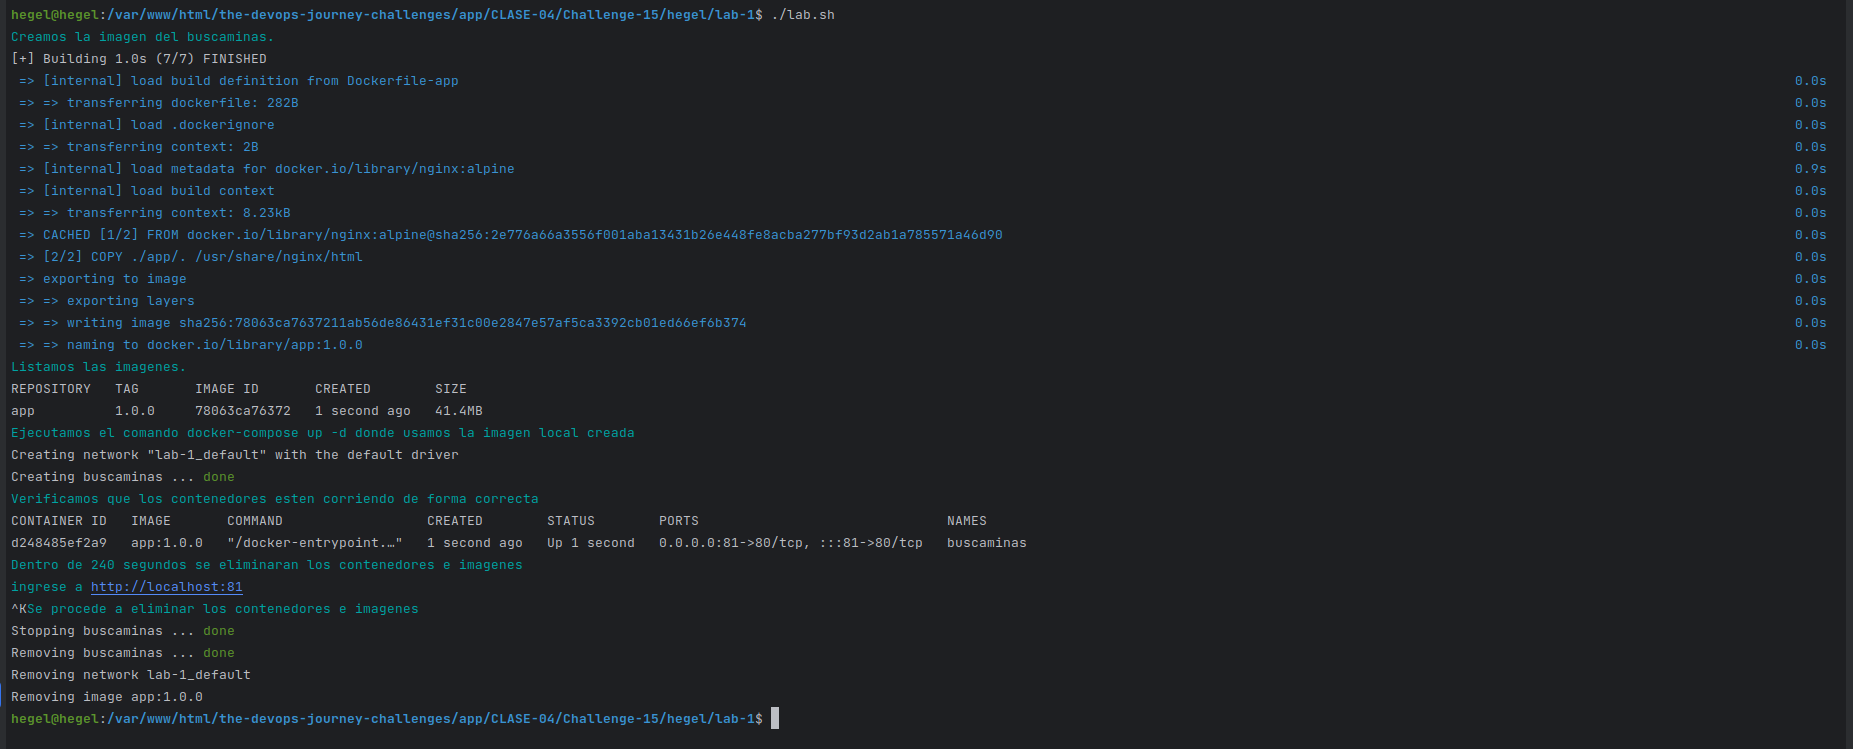 hegel@hegel:/var/www/html/the-devops-journey-challenges/app/CLASE-04/Challenge-15/hegel/lab-1$ ./lab.sh
Creamos la imagen del buscaminas.
[+] Building 1.0s (7/7) FINISHED
 => [internal] load build definition from Dockerfile-app 0.0s
 => => transferring dockerfile: 282B 0.0s
 => [internal] load .dockerignore 0.0s
 => => transferring context: 2B 0.0s
 => [internal] load metadata for docker.io/library/nginx:alpine 0.9s
 => [internal] load build context 0.0s
 => => transferring context: 8.23kB 0.0s
 => CACHED [1/2] FROM docker.io/library/nginx:alpine@sha256:2e776a66a3556f001aba13431b26e448fe8acba277bf93d2ab1a785571a46d90 0.0s
 => [2/2] COPY ./app/. /usr/share/nginx/html 0.0s
 => exporting to image 0.0s
 => => exporting layers 0.0s
 => => writing image sha256:78063ca7637211ab56de86431ef31c00e2847e57af5ca3392cb01ed66ef6b374 0.0s
 => => naming to docker.io/library/app:1.0.0 0.0s
Listamos las imagenes.
REPOSITORY   TAG       IMAGE ID       CREATED        SIZE
app          1.0.0     78063ca76372   1 second ago   41.4MB
Ejecutamos el comando docker-compose up -d donde usamos la imagen local creada
Creating network "lab-1_default" with the default driver
Creating buscaminas ... done
Verificamos que los contenedores esten corriendo de forma correcta
CONTAINER ID   IMAGE       COMMAND                  CREATED        STATUS        PORTS                               NAMES
d248485ef2a9   app:1.0.0   "/docker-entrypoint.…"   1 second ago   Up 1 second   0.0.0.0:81->80/tcp, :::81->80/tcp   buscaminas
Dentro de 240 segundos se eliminaran los contenedores e imagenes
ingrese a http://localhost:81
^KSe procede a eliminar los contenedores e imagenes
Stopping buscaminas ... done
Removing buscaminas ... done
Removing network lab-1_default
Removing image app:1.0.0
hegel@hegel:/var/www/html/the-devops-journey-challenges/app/CLASE-04/Challenge-15/hegel/lab-1$